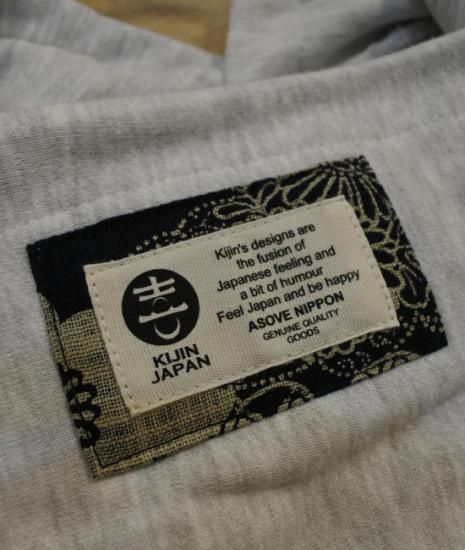 Kijin's designs are
the fusion of
Japanese feeling and
a bit of humour
Feel Japan and be happy
ASOVE NIPPON
GENUINE QUALITY
GOODS
KIJIN
JAPAN